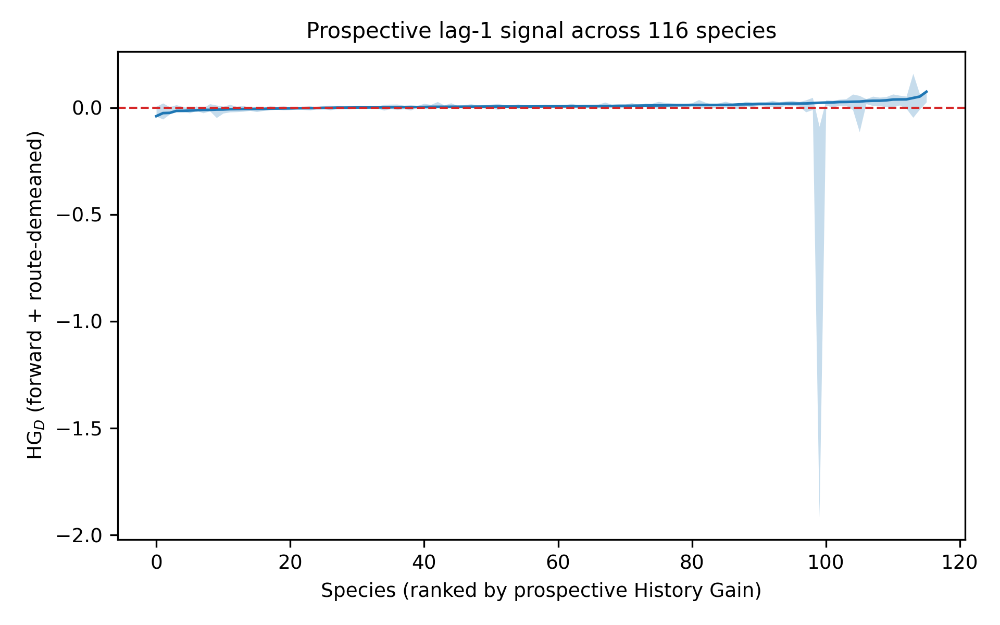 Prospective lag-1 signal across 116 species
HG_D (forward + route-demeaned)
0.0
−0.5
−1.0
−1.5
−2.0
0 20 40 60 80 100 120
Species (ranked by prospective History Gain)